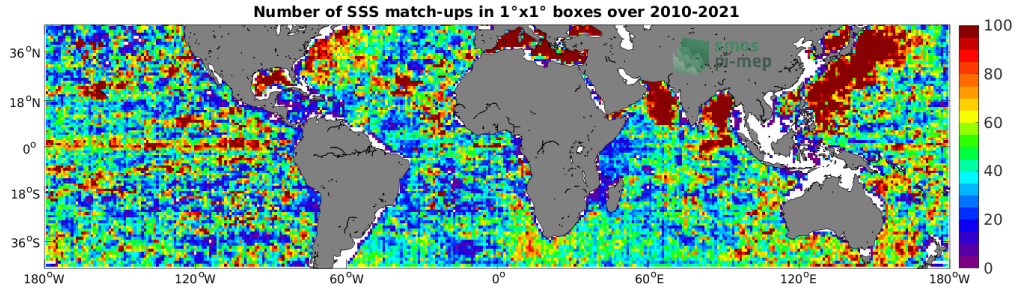 Number of SSS match-ups in 1°x1° boxes over 2010-2021
smos
pi-mep
36°N
18°N
0°
18°S
36°S
180°W 120°W 60°W 0° 60°E 120°E 180°W
100
80
60
40
20
0